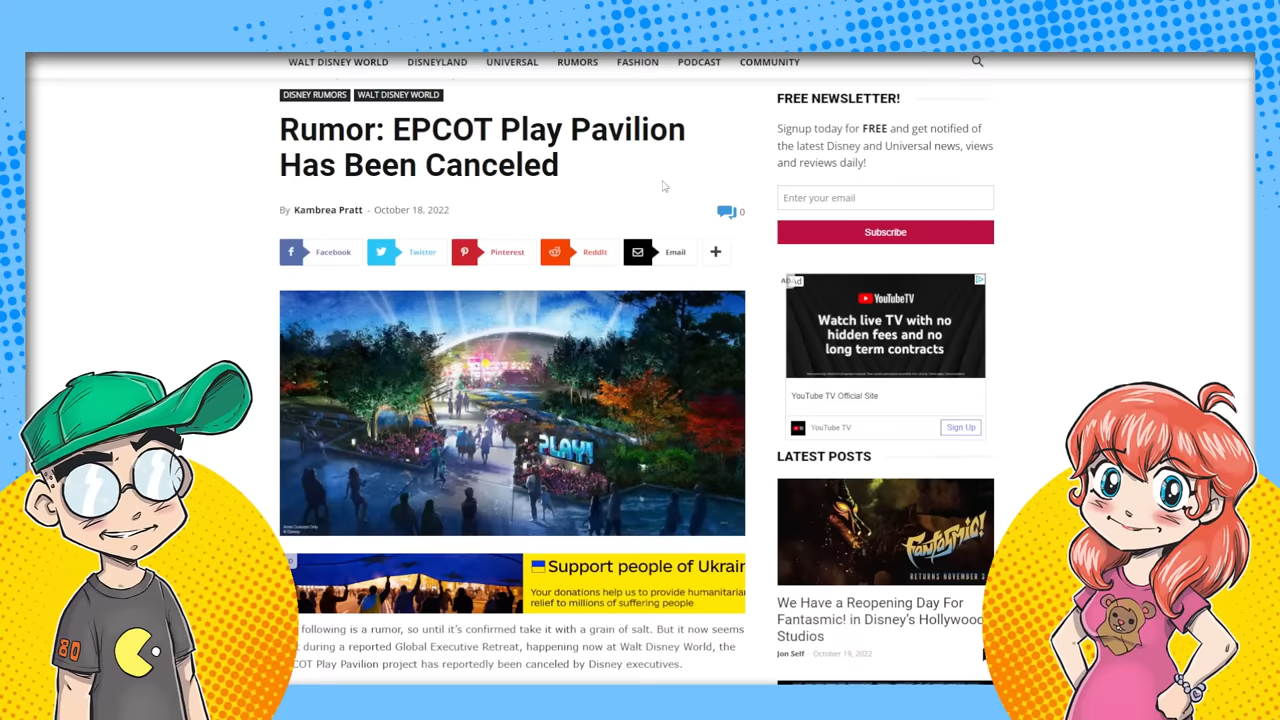 WALT DISNEY WORLD DISNEYLAND UNIVERSAL RUMORS FASHION PODCAST COMMUNITY
DISNEY RUMORS WALT DISNEY WORLD
Rumor: EPCOT Play Pavilion
Has Been Canceled
By Kambrea Pratt - October 18, 2022
0
Facebook Twitter Pinterest ReddIt Email +
PLAY!
Support people of Ukrain
Your donations help us to provide humanitarian
relief to millions of suffering people
following is a rumor, so until it's confirmed take it with a grain of salt. But it now seems
during a reported Global Executive Retreat, happening now at Walt Disney World, the
COT Play Pavilion project has reportedly been canceled by Disney executives.
FREE NEWSLETTER!
Signup today for FREE and get notified of
the latest Disney and Universal news, views
and reviews daily!
Enter your email
Subscribe
Ad
YouTubeTV
Watch live TV with no
hidden fees and no
long term contracts
YouTube TV Official Site
YouTube TV
Sign Up
LATEST POSTS
Fantasmic!
RETURNS NOVEMBER 3
We Have a Reopening Day For
Fantasmic! in Disney's Hollywood
Studios
Jon Self - October 19, 2022
80